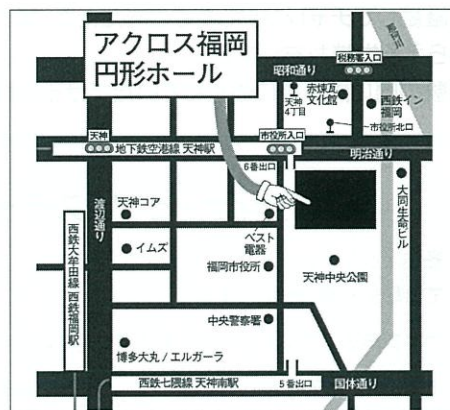 アクロス福岡
円形ホール
那珂川
税務署入口
昭和通り
天神
4丁目
赤煉瓦
文化館
西鉄イン
福岡
市役所北口
天神
地下鉄空港線 天神駅
市役所入口
明治通り
6番出口
渡辺通り
天神コア
イムズ
ベスト
電器
福岡市役所
天神中央公園
大同生命ビル
西鉄大牟田線 西鉄福岡駅
中央警察署
博多大丸 / エルガーラ
西鉄七隈線 天神南駅
5番出口
国体通り